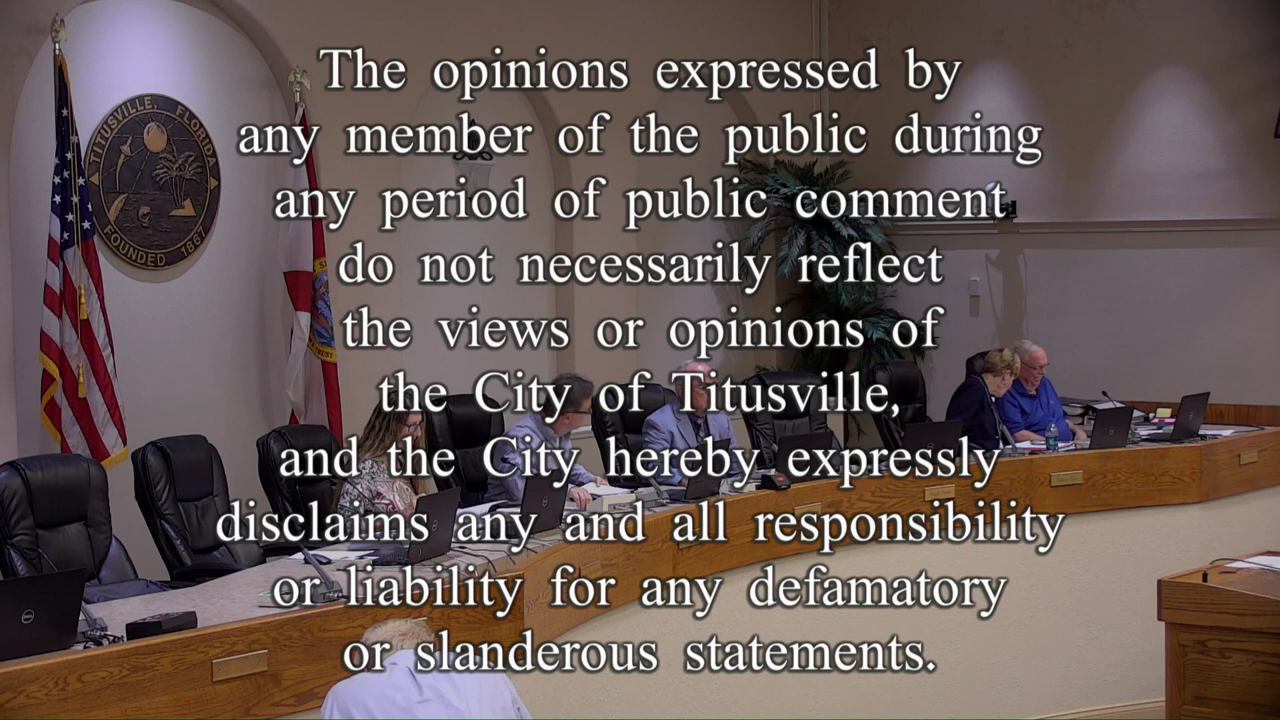 The opinions expressed by
any member of the public during
any period of public comment
do not necessarily reflect
the views or opinions of
the City of Titusville,
and the City hereby expressly
disclaims any and all responsibility
or liability for any defamatory
or slanderous statements.
TITUSVILLE, FLORIDA
FOUNDED 1867
DELL